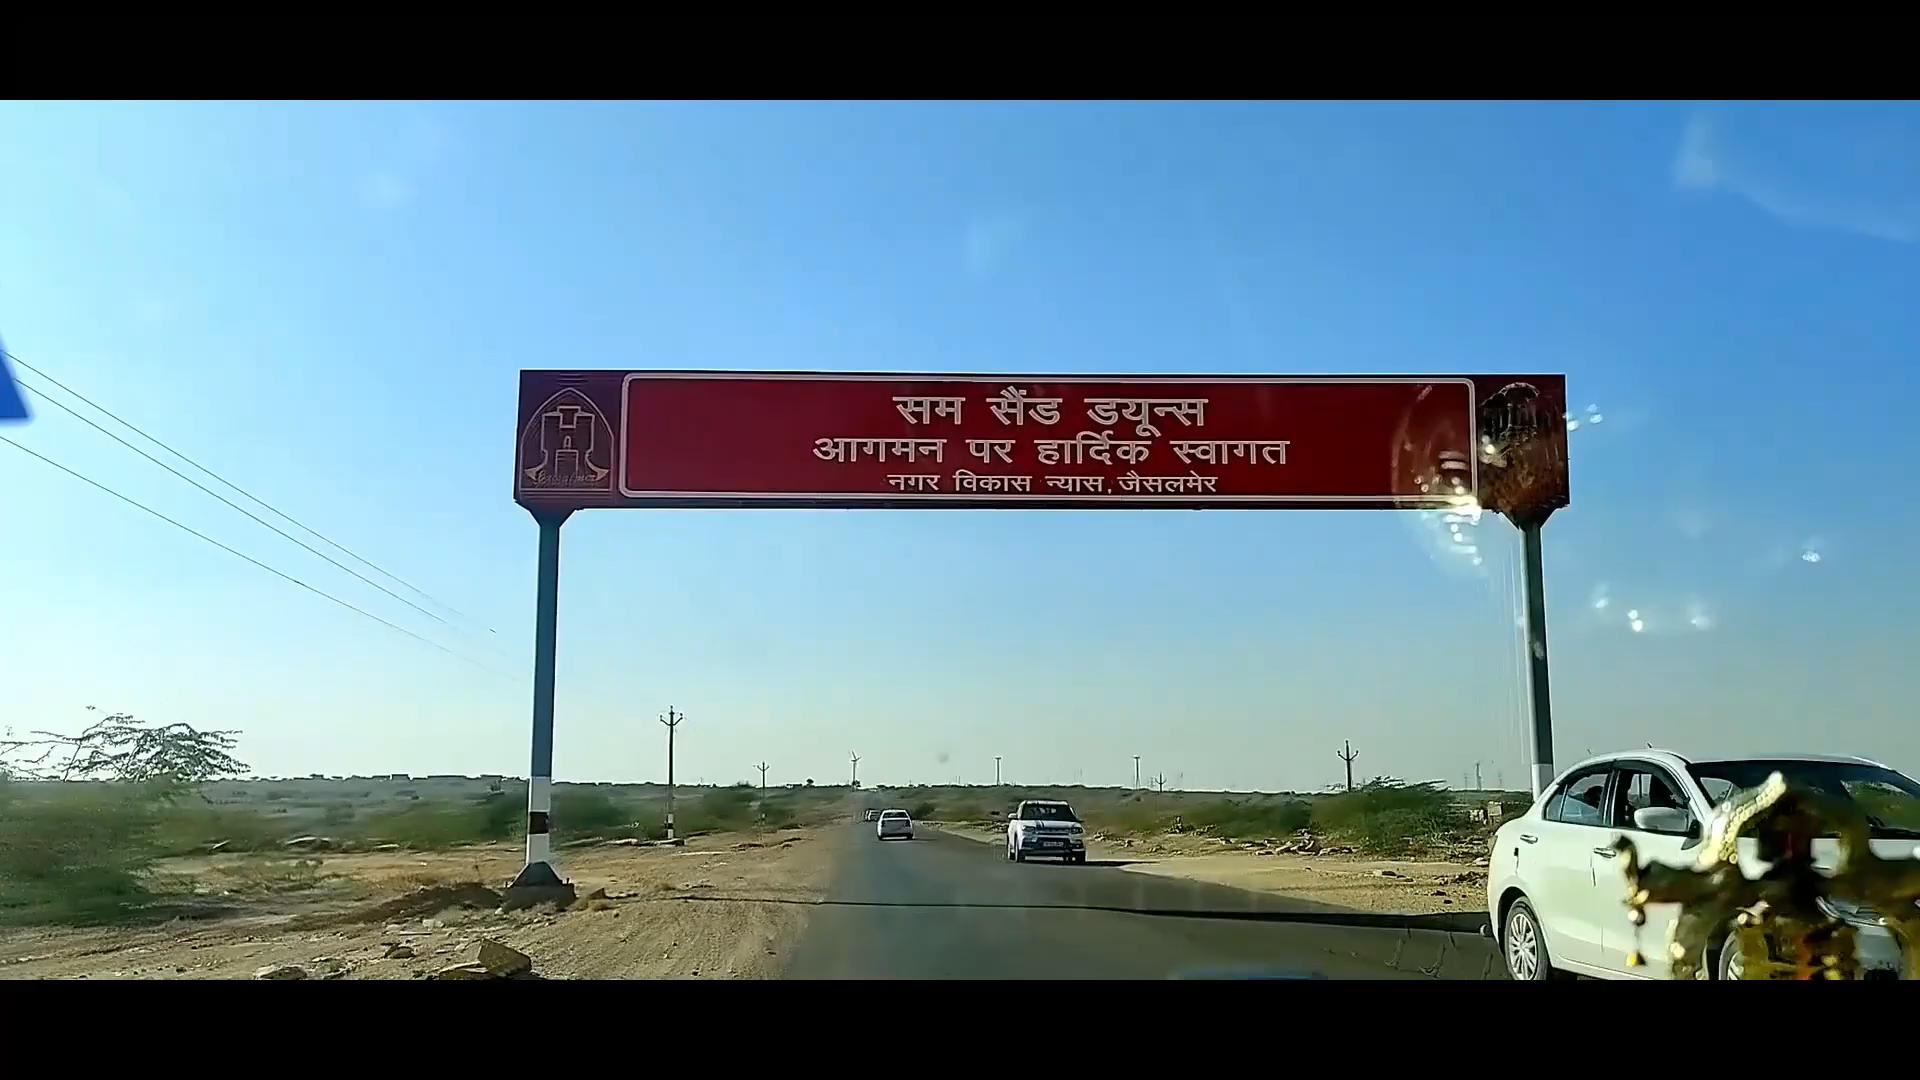 सम सैंड डयून्स
आगमन पर हार्दिक स्वागत
नगर विकास न्यास, जैसलमेर